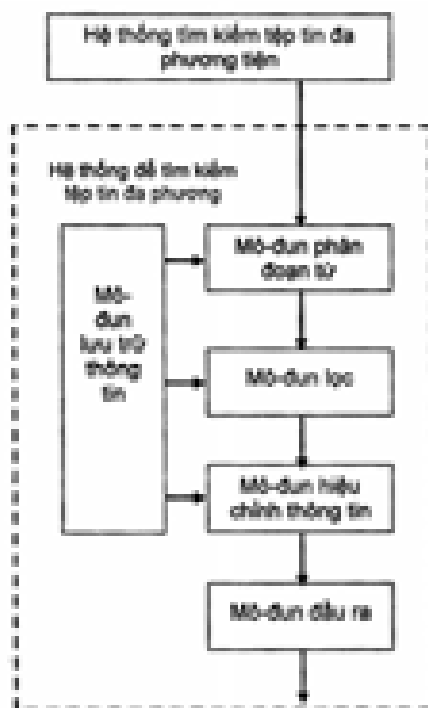 Hệ thống tìm kiếm tệp tin đa
phương tiện
Hệ thống để tìm kiếm
tệp tin đa phương
Mô-
đun
lưu trữ
thông
tin
Mô-đun phân
đoạn từ
Mô-đun lọc
Mô-đun hiệu
chỉnh thông tin
Mô-đun đầu ra